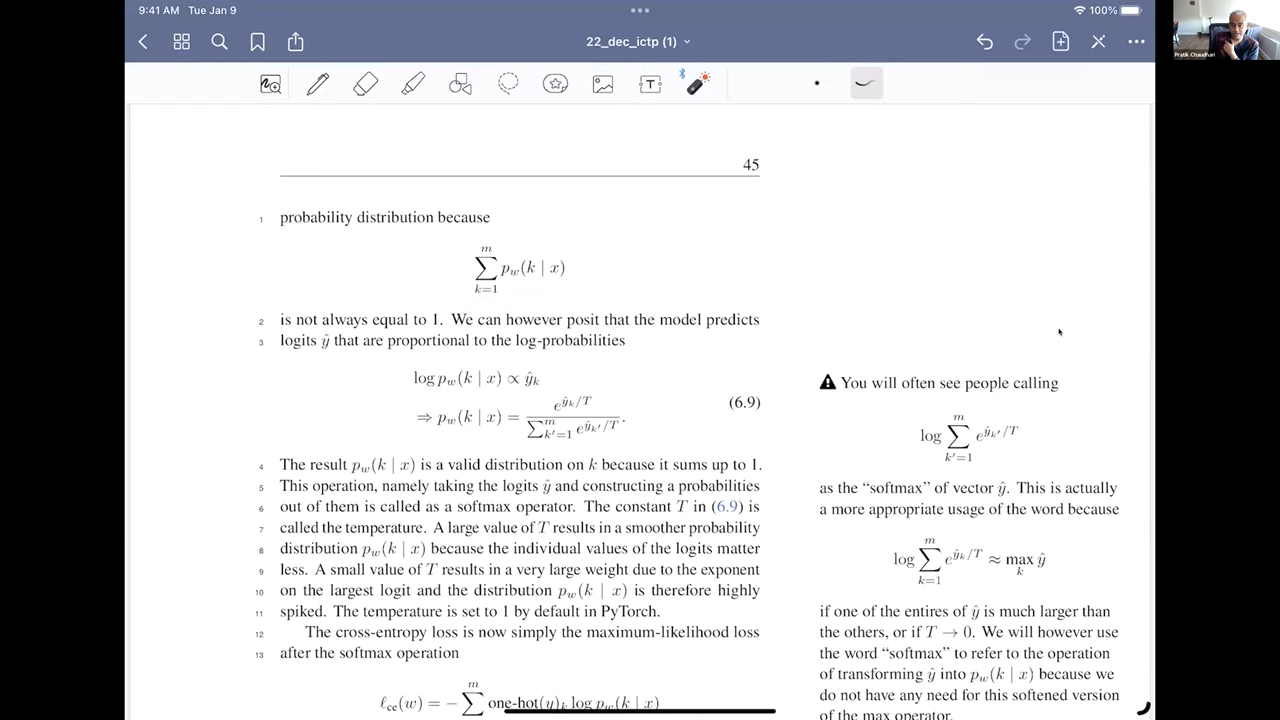 9:41 AM Tue Jan 9
100%
22_dec_ictp (1)
T
Pratik Chaudhari
45
1 probability distribution because
\sum_{k=1}^{m} p_w(k | x)
2 is not always equal to 1. We can however posit that the model predicts
3 logits ŷ that are proportional to the log-probabilities
log p_w(k | x) ∝ ŷ_k
⇒ p_w(k | x) = \frac{e^{ŷ_k/T}}{\sum_{k'=1}^{m} e^{ŷ_{k'}/T}}. (6.9)
4 The result p_w(k | x) is a valid distribution on k because it sums up to 1.
5 This operation, namely taking the logits ŷ and constructing a probabilities
6 out of them is called as a softmax operator. The constant T in (6.9) is
7 called the temperature. A large value of T results in a smoother probability
8 distribution p_w(k | x) because the individual values of the logits matter
9 less. A small value of T results in a very large weight due to the exponent
10 on the largest logit and the distribution p_w(k | x) is therefore highly
11 spiked. The temperature is set to 1 by default in PyTorch.
12 The cross-entropy loss is now simply the maximum-likelihood loss
13 after the softmax operation
ℓ_ce(w) = − \sum^{m} one-hot(y)_k log p_w(k | x)
You will often see people calling
log \sum_{k'=1}^{m} e^{ŷ_{k'}/T}
as the “softmax” of vector ŷ. This is actually
a more appropriate usage of the word because
log \sum_{k=1}^{m} e^{ŷ_k/T} ≈ max_k ŷ
if one of the entires of ŷ is much larger than
the others, or if T → 0. We will however use
the word “softmax” to refer to the operation
of transforming ŷ into p_w(k | x) because we
do not have any need for this softened version
of the max operator.